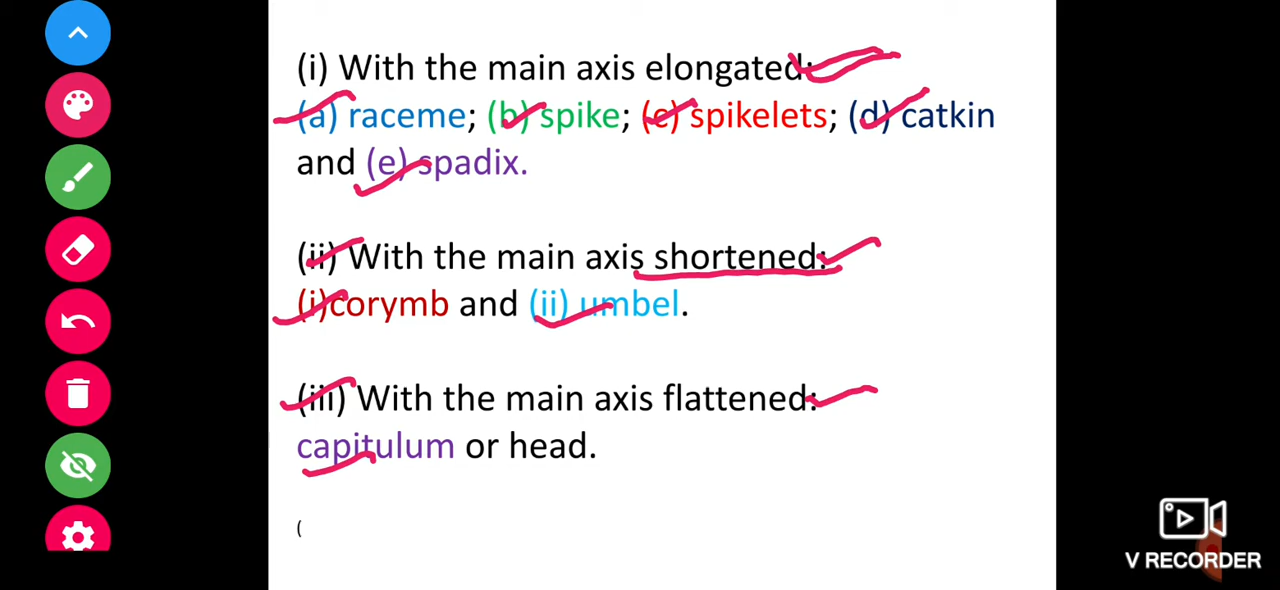 (i) With the main axis elongated:
(a) raceme; (b) spike; (c) spikelets; (d) catkin
and (e) spadix.
(ii) With the main axis shortened:
(i)corymb and (ii) umbel.
(iii) With the main axis flattened:
capitulum or head.
(
V RECORDER